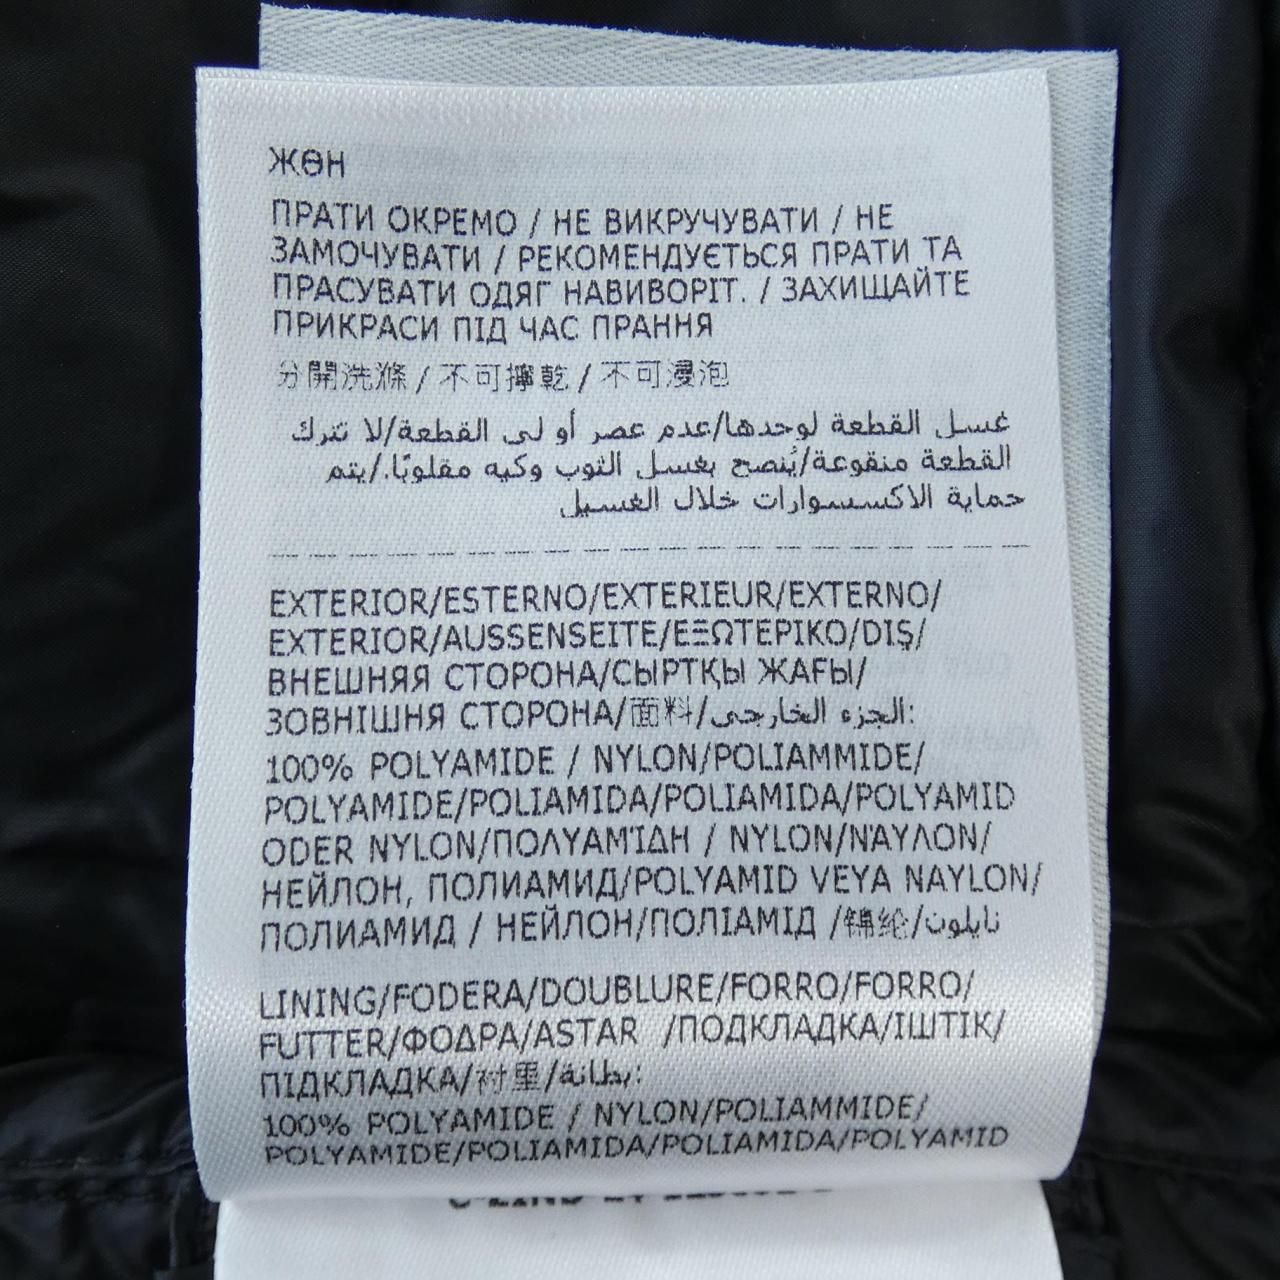 ЖӨН
ПРАТИ ОКРЕМО / НЕ ВИКРУЧУВАТИ / НЕ
ЗАМОЧУВАТИ / РЕКОМЕНДУЄТЬСЯ ПРАТИ ТА
ПРАСУВАТИ ОДЯГ НАВИВОРІТ. / ЗАХИЩАЙТЕ
ПРИКРАСИ ПІД ЧАС ПРАННЯ
分開洗滌 / 不可擰乾 / 不可浸泡
غسل القطعة لوحدها/عدم عصر أو لى القطعة/لا تترك
القطعة منقوعة/يُنصح بغسل الثوب وكيه مقلوبًا./يتم
حماية الاكسسوارات خلال الغسيل
EXTERIOR/ESTERNO/EXTERIEUR/EXTERNO/
EXTERIOR/AUSSENSEITE/ΕΞΩΤΕΡΙΚΟ/DIŞ/
ВНЕШНЯЯ СТОРОНА/СЫРТҚЫ ЖАҒЫ/
ЗОВНІШНЯ СТОРОНА/面料/الجزء الخارجى:
100% POLYAMIDE / NYLON/POLIAMMIDE/
POLYAMIDE/POLIAMIDA/POLIAMIDA/POLYAMID
ODER NYLON/ΠΟΛΥΑΜΊΔΗ / NYLON/ΝΆΥΛΟΝ/
НЕЙЛОН, ПОЛИАМИД/POLYAMID VEYA NAYLON/
ПОЛИАМИД / НЕЙЛОН/ПОЛІАМІД /锦纶/نايلون
LINING/FODERA/DOUBLURE/FORRO/FORRO/
FUTTER/ΦΟΔΡΑ/ASTAR /ПОДКЛАДКА/ІШТІК/
ПІДКЛАДКА/衬里/بطانة:
100% POLYAMIDE / NYLON/POLIAMMIDE/
POLYAMIDE/POLIAMIDA/POLIAMIDA/POLYAMID